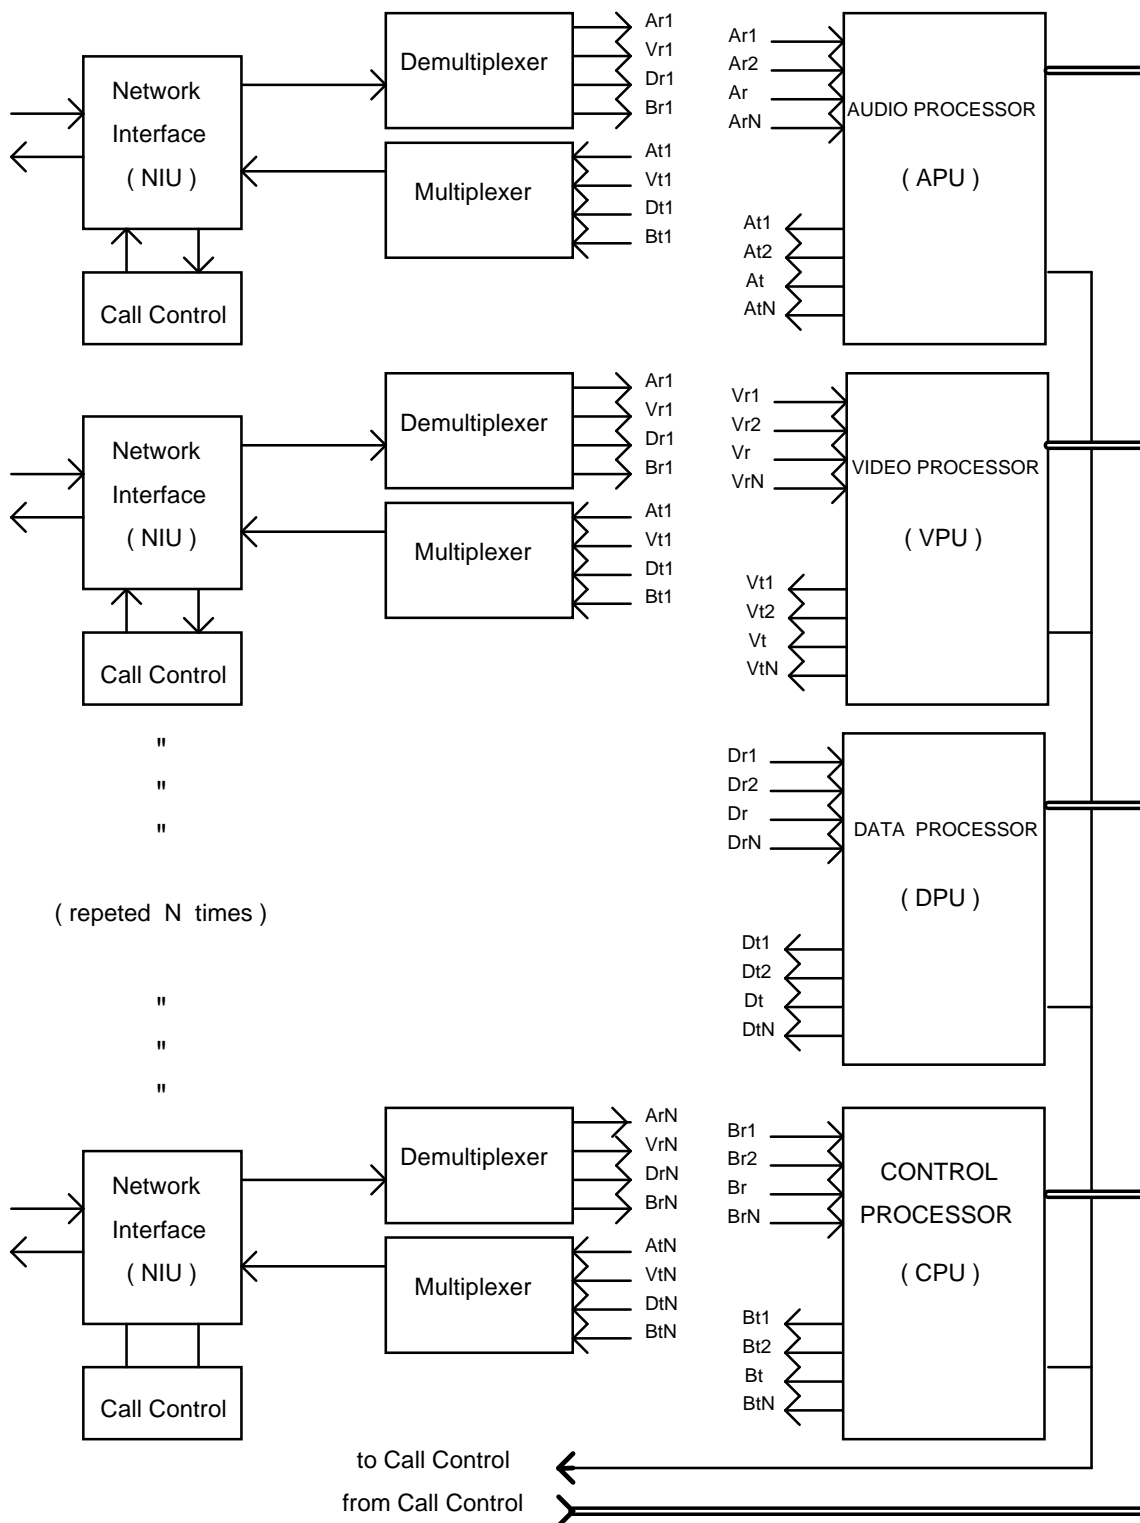 Network
Interface
( NIU )
Call Control
Demultiplexer
Ar1
Vr1
Dr1
Br1
Multiplexer
At1
Vt1
Dt1
Bt1
Ar1
Ar2
Ar
ArN
AUDIO PROCESSOR
( APU )
At1
At2
At
AtN
Network
Interface
( NIU )
Call Control
Demultiplexer
Ar1
Vr1
Dr1
Br1
Multiplexer
At1
Vt1
Dt1
Bt1
Vr1
Vr2
Vr
VrN
VIDEO PROCESSOR
( VPU )
Vt1
Vt2
Vt
VtN
"
"
"
( repeted N times )
"
"
"
Dr1
Dr2
Dr
DrN
DATA PROCESSOR
( DPU )
Dt1
Dt2
Dt
DtN
Network
Interface
( NIU )
Call Control
Demultiplexer
ArN
VrN
DrN
BrN
Multiplexer
AtN
VtN
DtN
BtN
Br1
Br2
Br
BrN
CONTROL
PROCESSOR
( CPU )
Bt1
Bt2
Bt
BtN
to Call Control
from Call Control